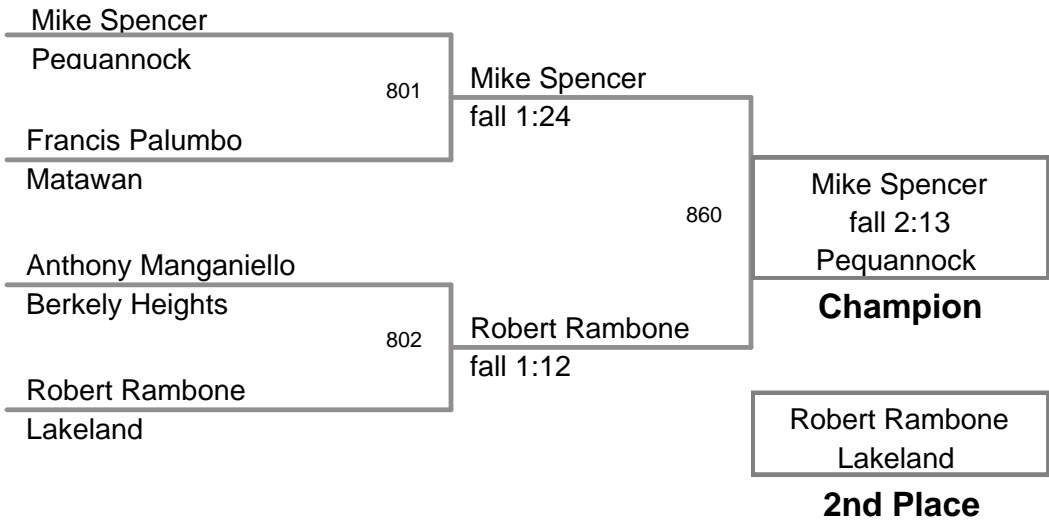 Mike Spencer
Pequannock
801
Francis Palumbo
Matawan
Anthony Manganiello
Berkely Heights
802
Robert Rambone
Lakeland
Mike Spencer
fall 1:24
860
Robert Rambone
fall 1:12
Mike Spencer
fall 2:13
Pequannock
Champion
Robert Rambone
Lakeland
2nd Place